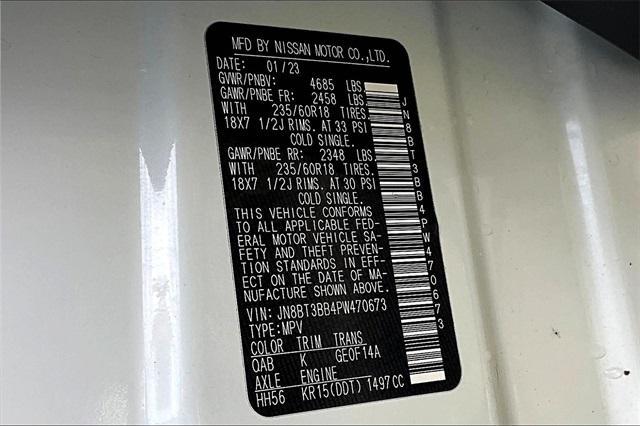 MFD BY NISSAN MOTOR CO.,LTD.
DATE: 01/23
GVWR/PNBV: 4685 LBS
GAWR/PNBE FR: 2458 LBS
WITH 235/60R18 TIRES.
18X7 1/2J RIMS. AT 33 PSI
COLD SINGLE.
GAWR/PNBE RR: 2348 LBS.
WITH 235/60R18 TIRES.
18X7 1/2J RIMS. AT 30 PSI
COLD SINGLE.
THIS VEHICLE CONFORMS
TO ALL APPLICABLE FED-
ERAL MOTOR VEHICLE SA-
FETY AND THEFT PREVEN-
TION STANDARDS IN EFF-
ECT ON THE DATE OF MA-
NUFACTURE SHOWN ABOVE.
VIN: JN8BT3BB4PW470673
TYPE:MPV
COLOR TRIM TRANS
QAB K GE0F14A
AXLE ENGINE
HH56 KR15(DDT) 1497CC
JN8BT3BB4PW470673